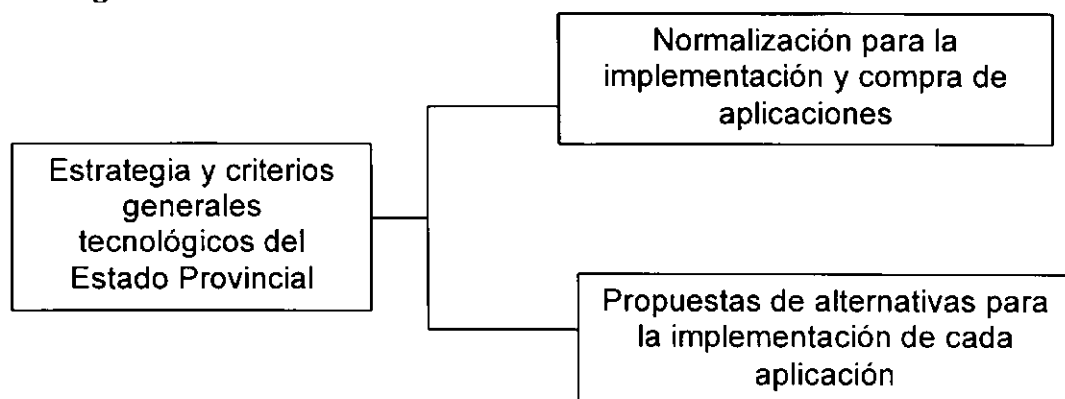 Normalización para la
implementación y compra de
aplicaciones
Estrategia y criterios
generales
tecnológicos del
Estado Provincial
Propuestas de alternativas para
la implementación de cada
aplicación